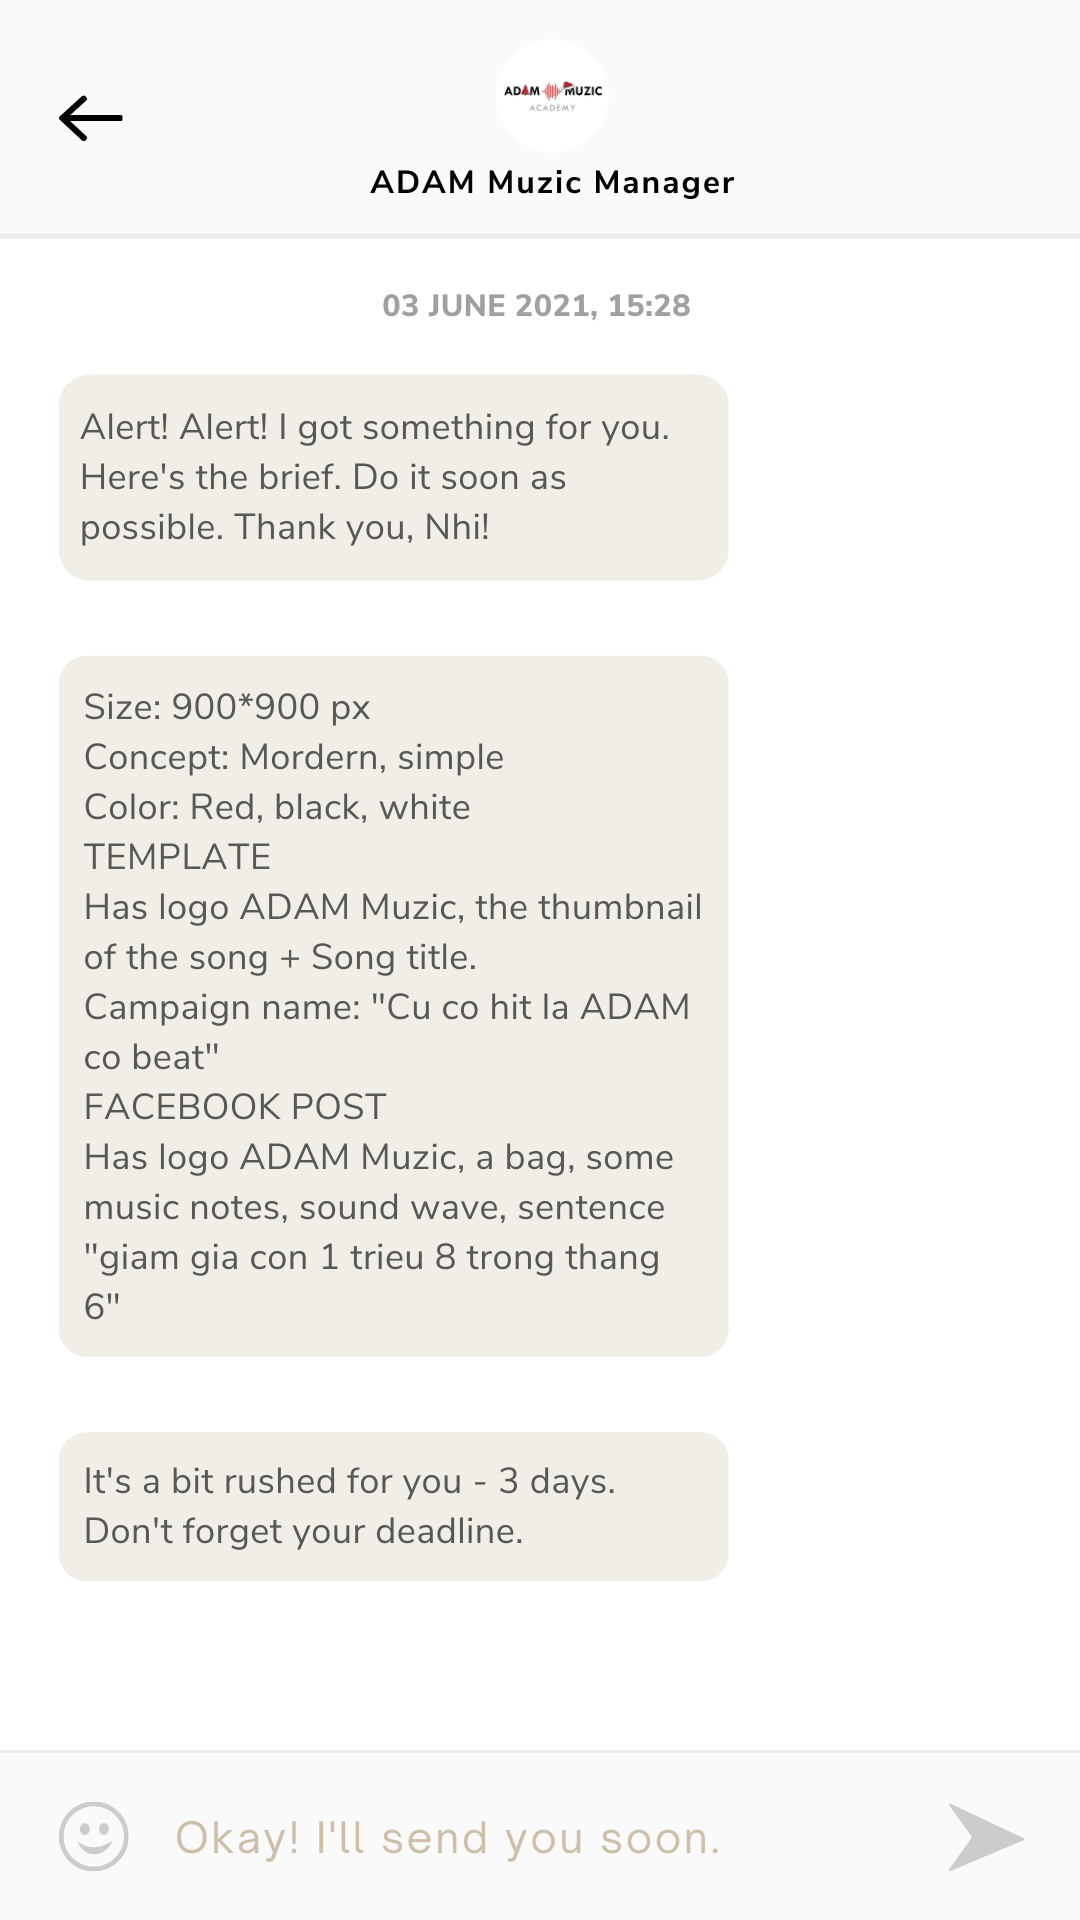 ADAM MUZIC
ACADEMY
ADAM Muzic Manager
03 JUNE 2021, 15:28
Alert! Alert! I got something for you.
Here's the brief. Do it soon as
possible. Thank you, Nhi!
Size: 900*900 px
Concept: Mordern, simple
Color: Red, black, white
TEMPLATE
Has logo ADAM Muzic, the thumbnail
of the song + Song title.
Campaign name: "Cu co hit la ADAM
co beat"
FACEBOOK POST
Has logo ADAM Muzic, a bag, some
music notes, sound wave, sentence
"giam gia con 1 trieu 8 trong thang
6"
It's a bit rushed for you - 3 days.
Don't forget your deadline.
Okay! I'll send you soon.